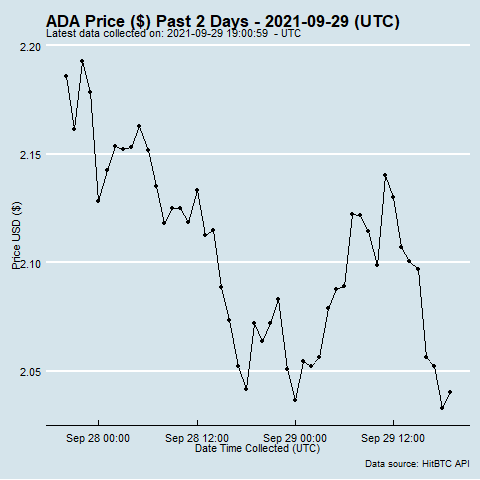 ADA Price ($) Past 2 Days - 2021-09-29 (UTC)
Latest data collected on: 2021-09-29 19:00:59 - UTC
2.20
2.15
2.10
2.05
Price USD ($)
Sep 28 00:00 Sep 28 12:00 Sep 29 00:00 Sep 29 12:00
Date Time Collected (UTC)
Data source: HitBTC API